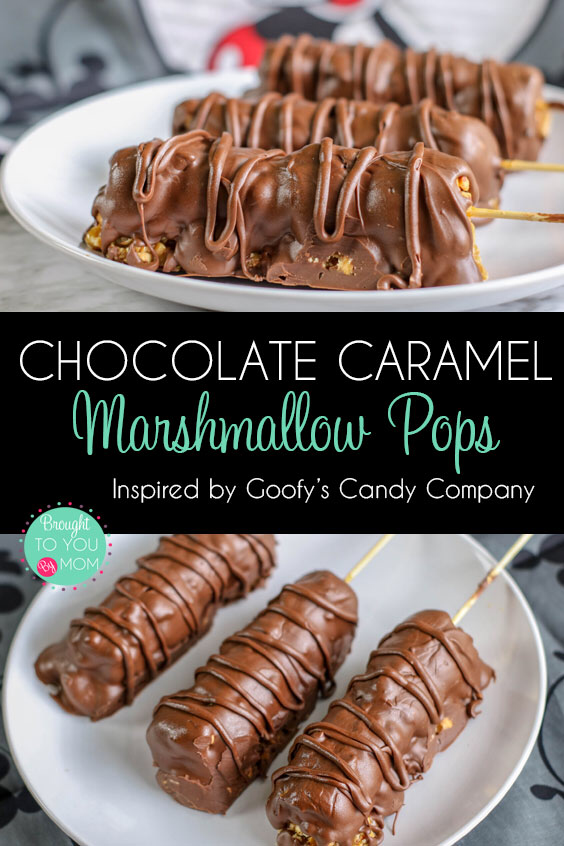 CHOCOLATE CARAMEL
Marshmallow Pops
Inspired by Goofy's Candy Company
Brought
TO YOU
By MOM